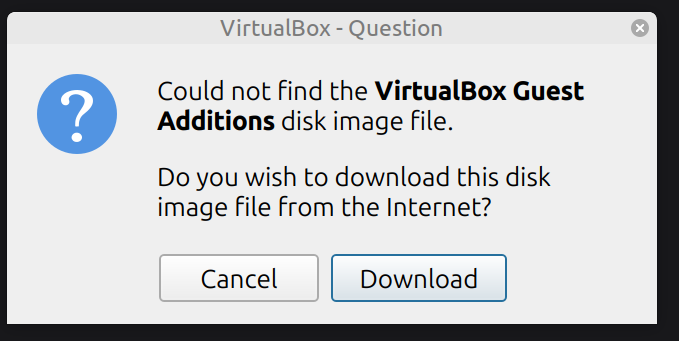 VirtualBox - Question
Could not find the VirtualBox Guest
Additions disk image file.
Do you wish to download this disk
image file from the Internet?
Cancel
Download